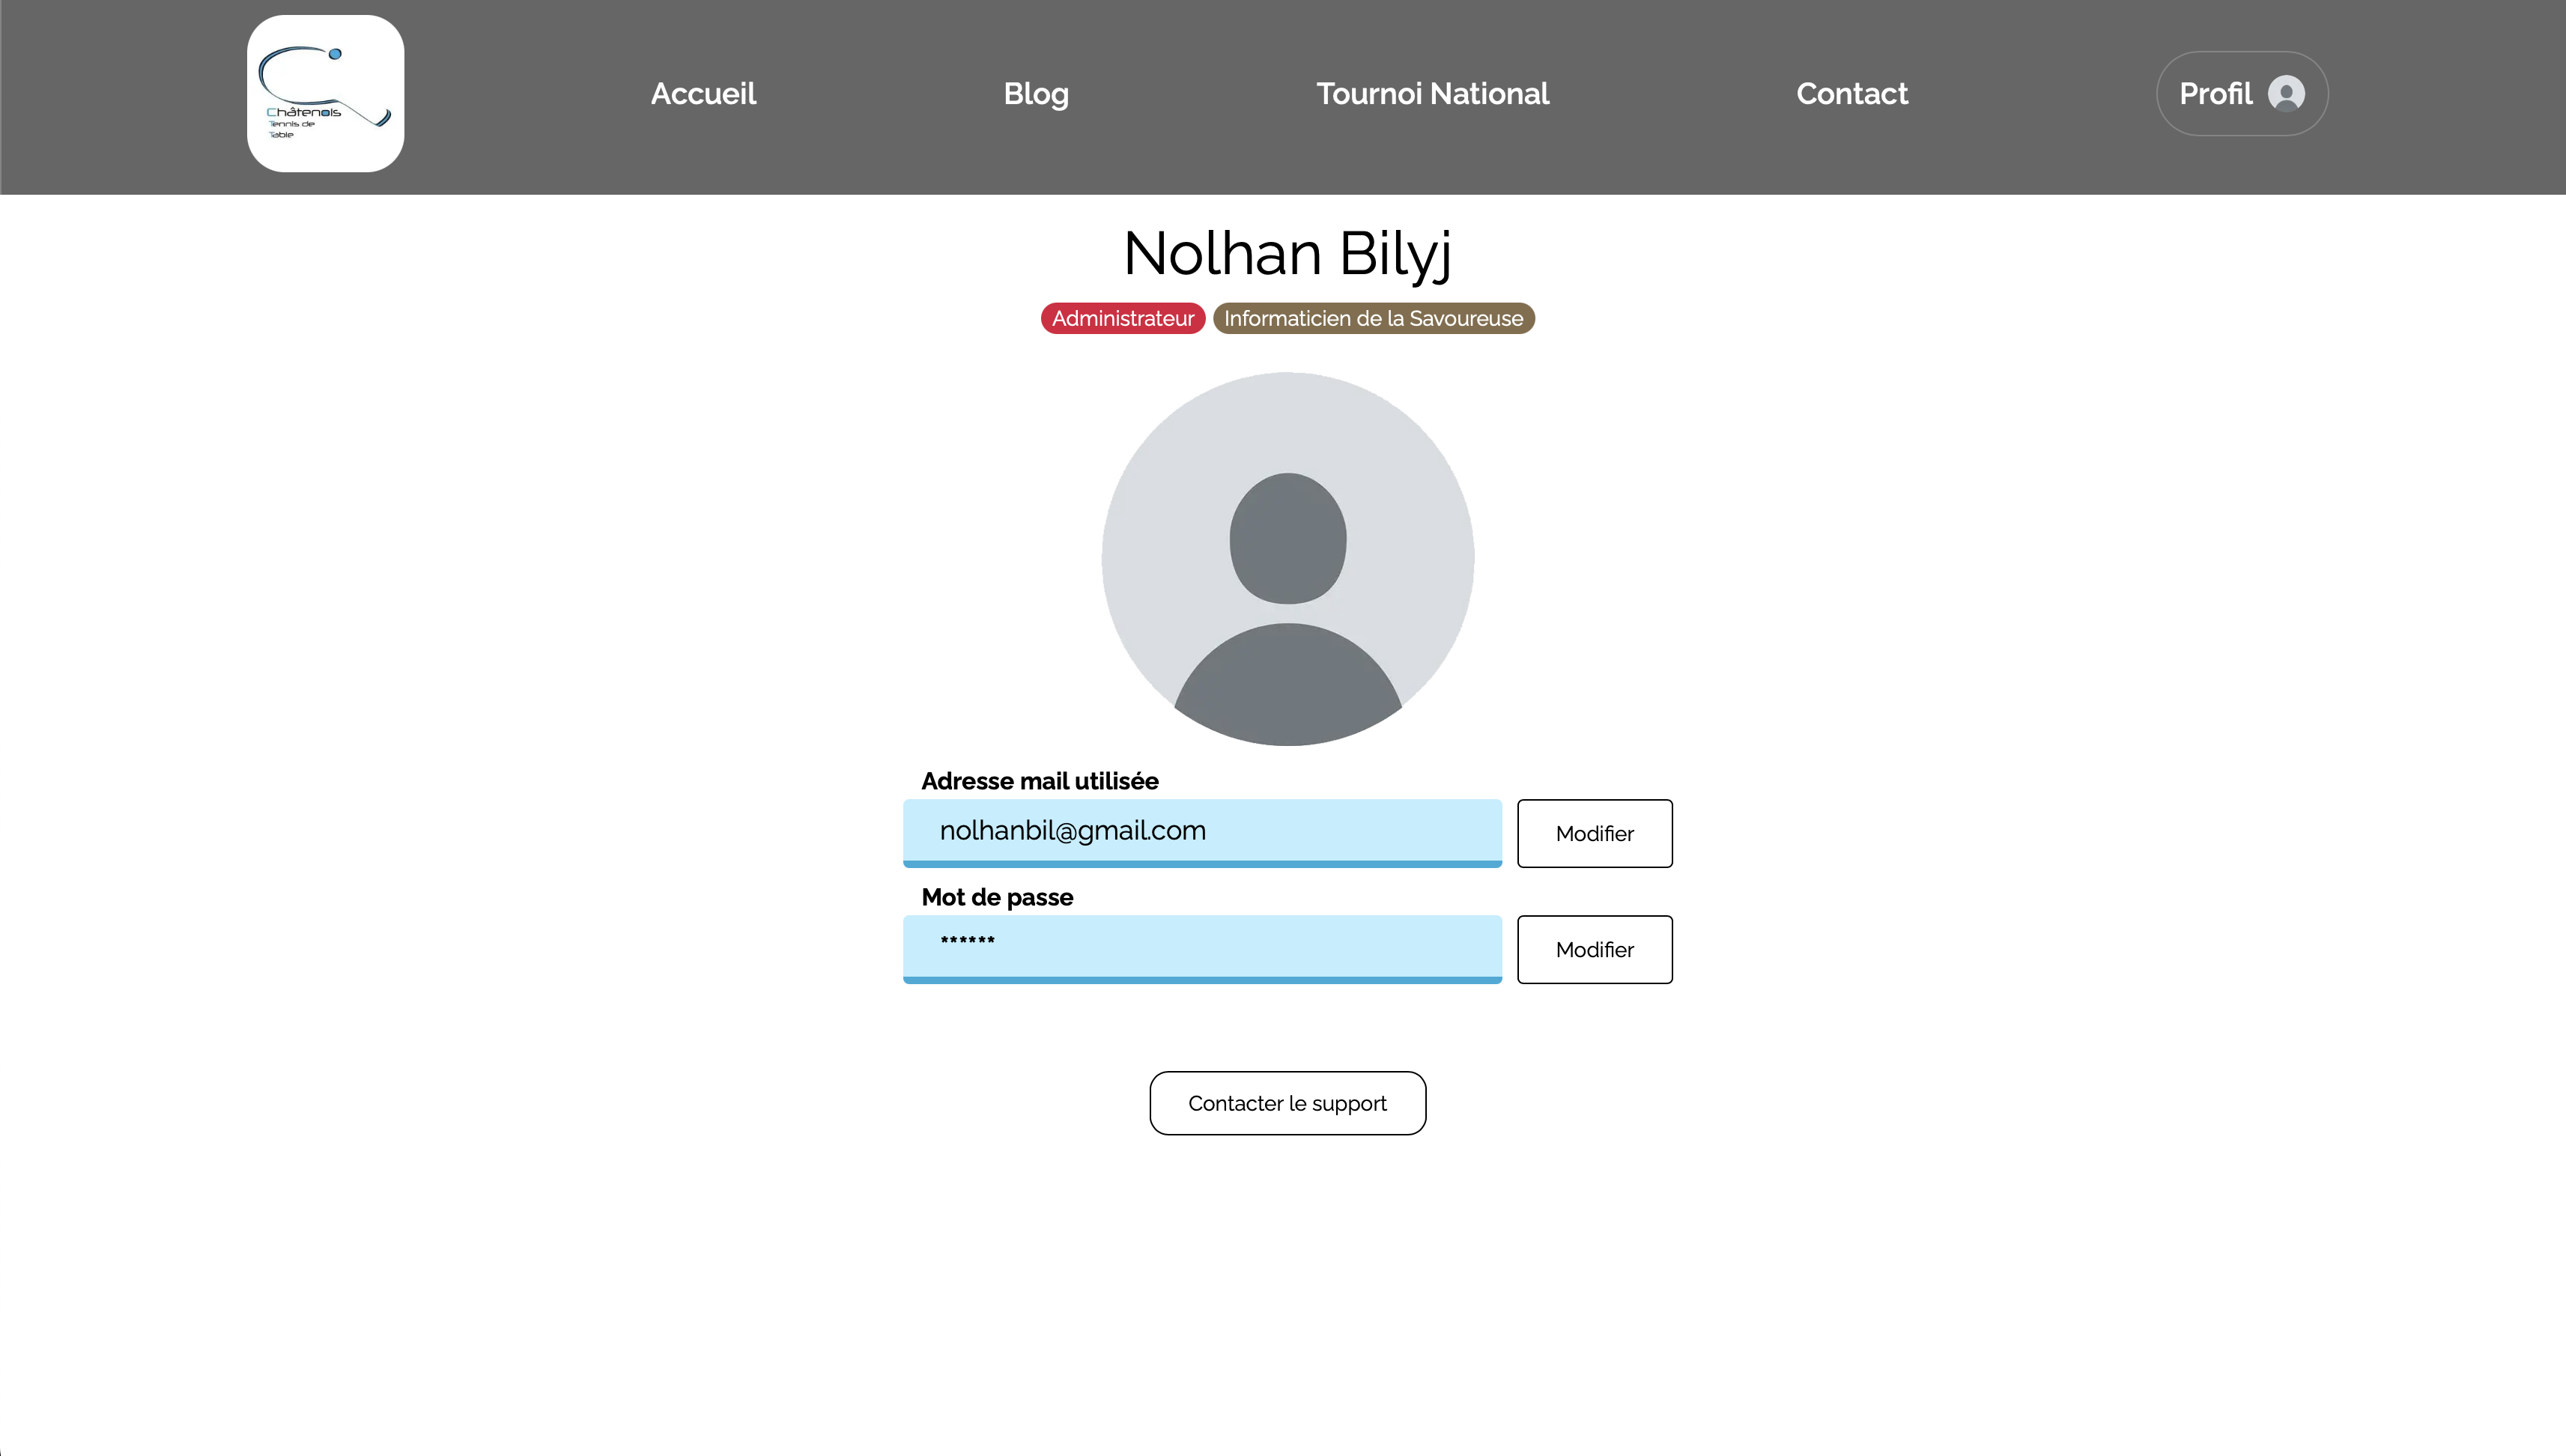 Châtenois
Tennis de
Table
Accueil
Blog
Tournoi National
Contact
Profil
Nolhan Bilyj
Administrateur
Informaticien de la Savoureuse
Adresse mail utilisée
nolhanbil@gmail.com
Modifier
Mot de passe
******
Modifier
Contacter le support